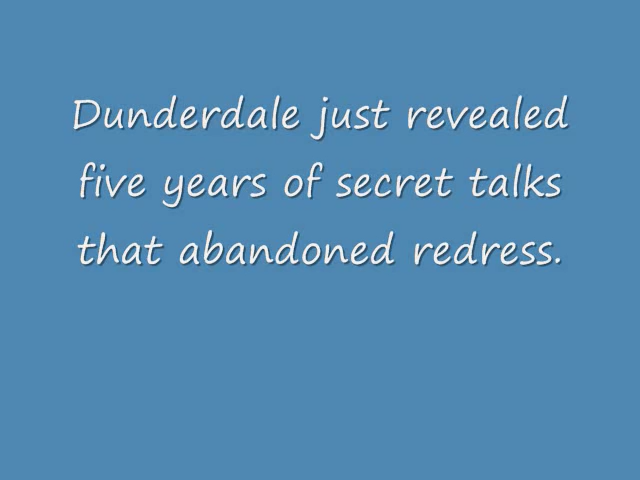 Dunderdale just revealed
five years of secret talks
that abandoned redress.